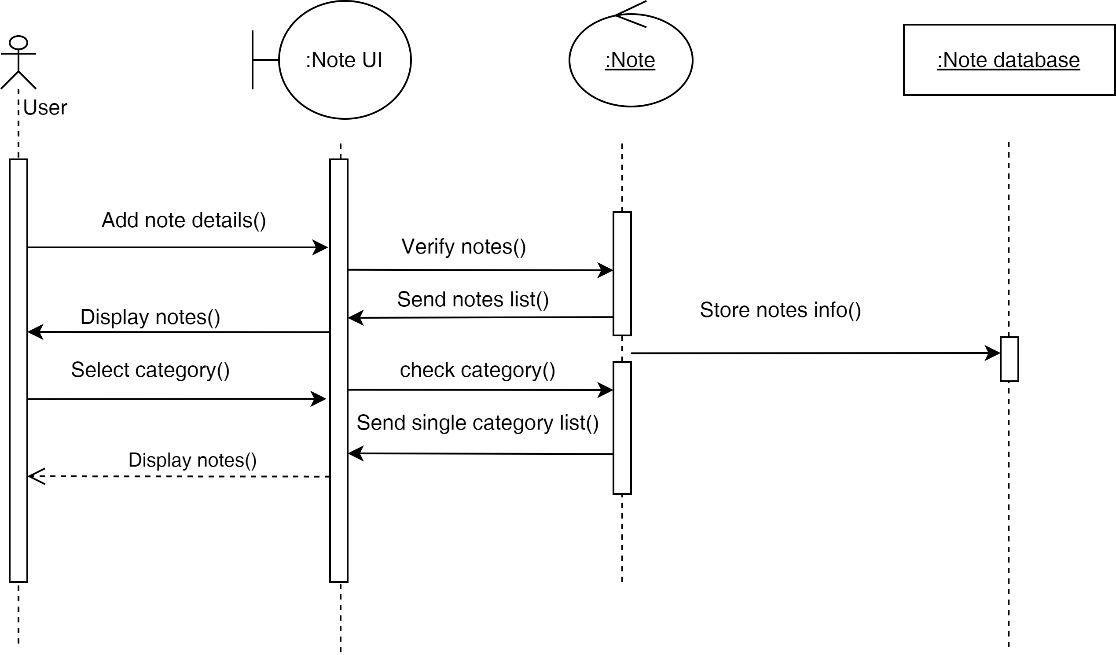 :Note UI
:Note
:Note database
User
Add note details()
Verify notes()
Send notes list()
Store notes info()
Display notes()
Select category()
check category()
Send single category list()
Display notes()